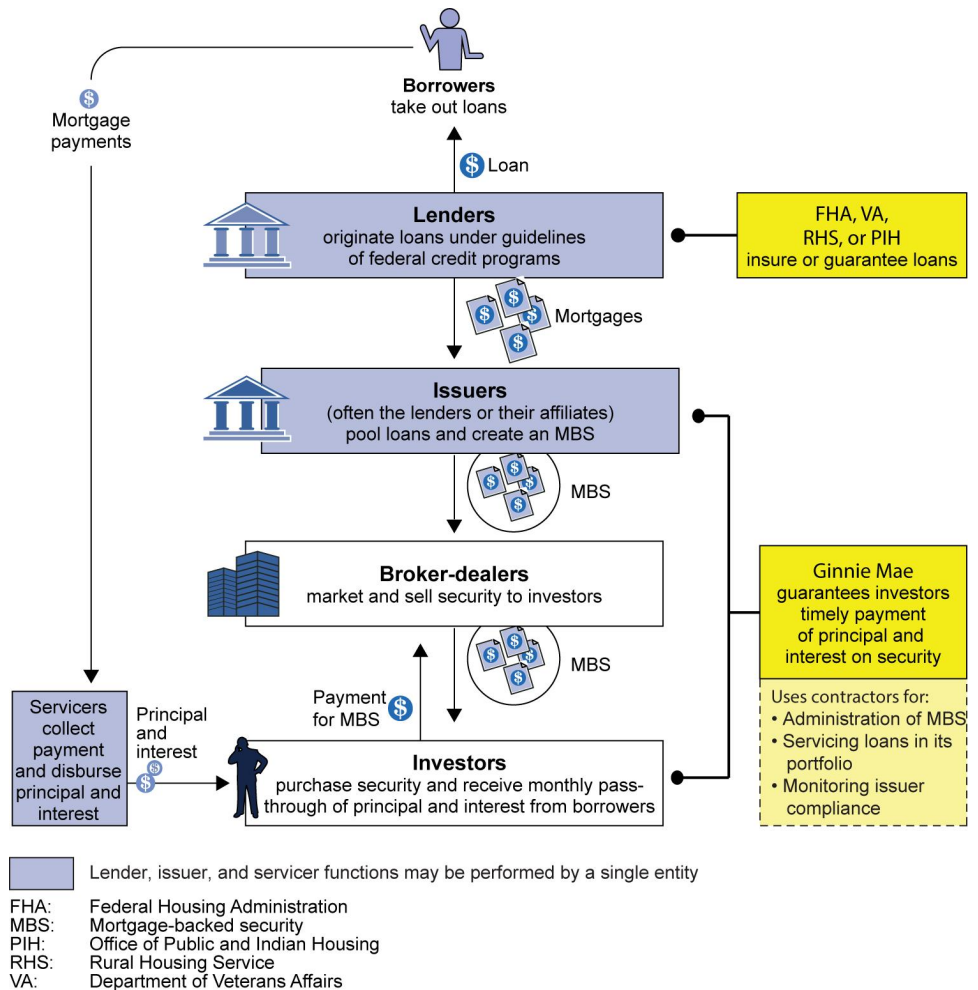 Borrowers
take out loans
$
Mortgage
payments
$ Loan
Lenders
originate loans under guidelines
of federal credit programs
FHA, VA,
RHS, or PIH
insure or guarantee loans
$ $ $ $
Mortgages
Issuers
(often the lenders or their affiliates)
pool loans and create an MBS
$ $ $ $
MBS
Broker-dealers
market and sell security to investors
Ginnie Mae
guarantees investors
timely payment
of principal and
interest on security
$ $ $ $
MBS
Payment
for MBS
$
Uses contractors for:
• Administration of MBS
• Servicing loans in its
portfolio
• Monitoring issuer
compliance
Servicers
collect
payment
and disburse
principal and
interest
Principal
and
interest
$ $
Investors
purchase security and receive monthly pass-
through of principal and interest from borrowers
Lender, issuer, and servicer functions may be performed by a single entity
FHA: Federal Housing Administration
MBS: Mortgage-backed security
PIH: Office of Public and Indian Housing
RHS: Rural Housing Service
VA: Department of Veterans Affairs